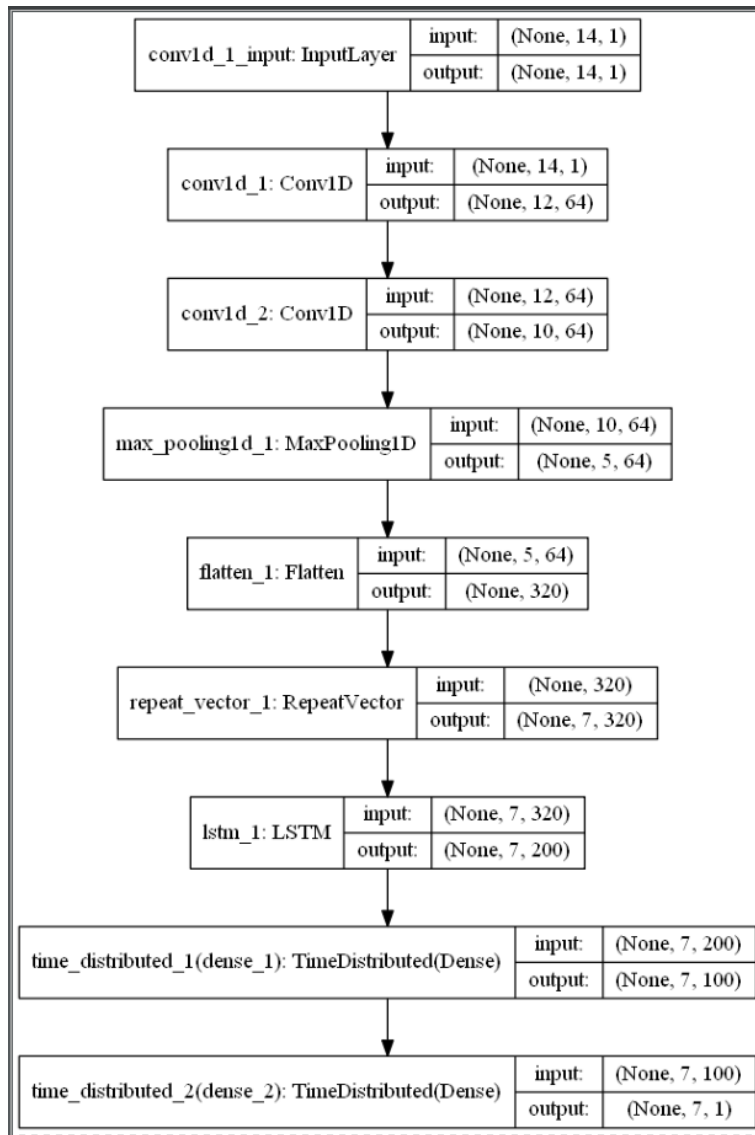 conv1d_1_input: InputLayer
input: (None, 14, 1)
output: (None, 14, 1)
conv1d_1: Conv1D
input: (None, 14, 1)
output: (None, 12, 64)
conv1d_2: Conv1D
input: (None, 12, 64)
output: (None, 10, 64)
max_pooling1d_1: MaxPooling1D
input: (None, 10, 64)
output: (None, 5, 64)
flatten_1: Flatten
input: (None, 5, 64)
output: (None, 320)
repeat_vector_1: RepeatVector
input: (None, 320)
output: (None, 7, 320)
lstm_1: LSTM
input: (None, 7, 320)
output: (None, 7, 200)
time_distributed_1(dense_1): TimeDistributed(Dense)
input: (None, 7, 200)
output: (None, 7, 100)
time_distributed_2(dense_2): TimeDistributed(Dense)
input: (None, 7, 100)
output: (None, 7, 1)